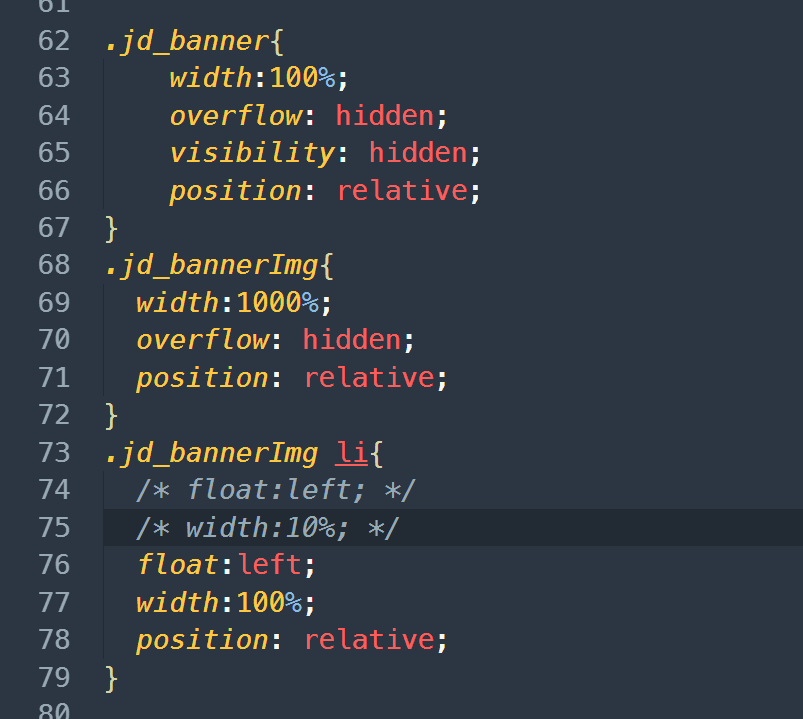 61
62 .jd_banner{
63 width:100%;
64 overflow: hidden;
65 visibility: hidden;
66 position: relative;
67 }
68 .jd_bannerImg{
69 width:1000%;
70 overflow: hidden;
71 position: relative;
72 }
73 .jd_bannerImg li{
74 /* float:left; */
75 /* width:10%; */
76 float:left;
77 width:100%;
78 position: relative;
79 }
80